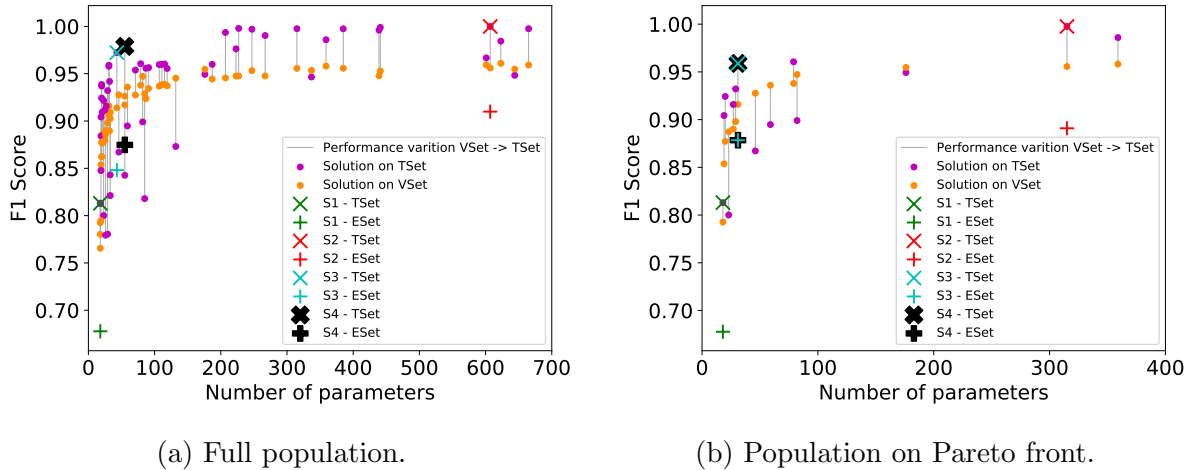 1.00
0.95
0.90
0.85
0.80
0.75
0.70
F1 Score
0 100 200 300 400 500 600 700
Number of parameters
Performance varition VSet -> TSet
Solution on TSet
Solution on VSet
S1 - TSet
S1 - ESet
S2 - TSet
S2 - ESet
S3 - TSet
S3 - ESet
S4 - TSet
S4 - ESet
(a) Full population.
1.00
0.95
0.90
0.85
0.80
0.75
0.70
F1 Score
0 100 200 300 400
Number of parameters
Performance varition VSet -> TSet
Solution on TSet
Solution on VSet
S1 - TSet
S1 - ESet
S2 - TSet
S2 - ESet
S3 - TSet
S3 - ESet
S4 - TSet
S4 - ESet
(b) Population on Pareto front.